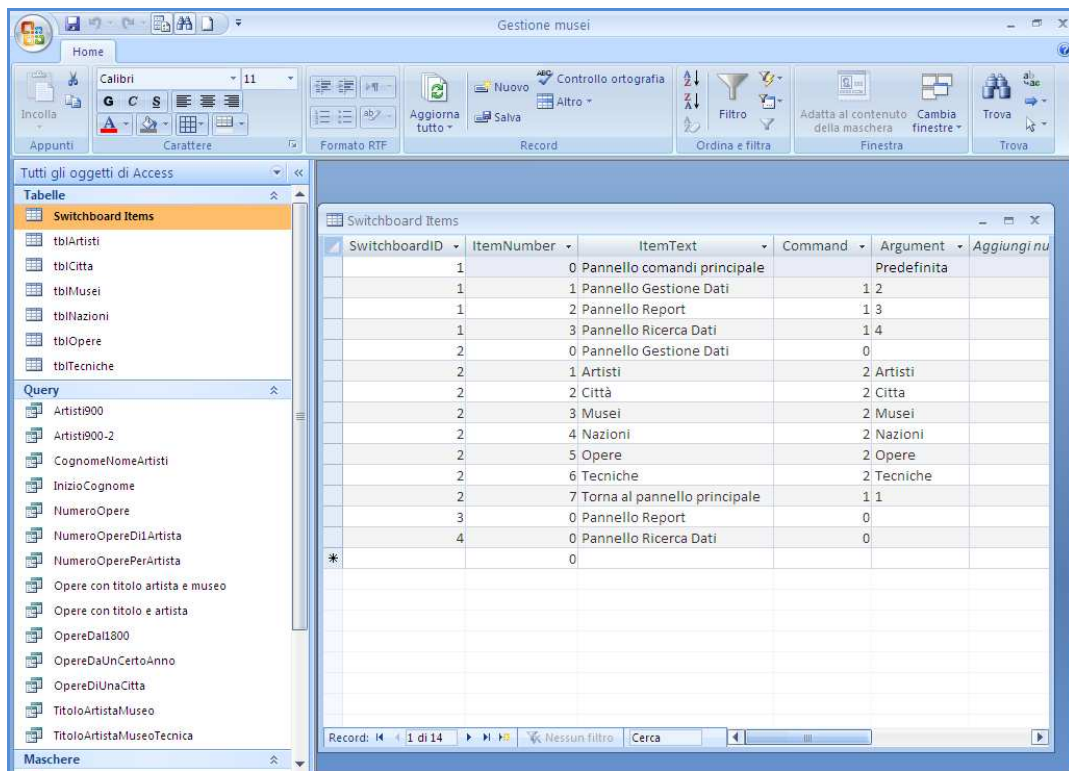 Gestione musei
Home
Incolla
Appunti
Calibri 11
G C S
Carattere
Formato RTF
Aggiorna tutto
Nuovo
Salva
Controllo ortografia
Altro
Record
Filtro
Ordina e filtra
Adatta al contenuto della maschera
Cambia finestre
Finestra
Trova
Trova
Tutti gli oggetti di Access
Tabelle
Switchboard Items
tblArtisti
tblCitta
tblMusei
tblNazioni
tblOpere
tblTecniche
Query
Artisti900
Artisti900-2
CognomeNomeArtisti
InizioCognome
NumeroOpere
NumeroOpereDi1Artista
NumeroOperePerArtista
Opere con titolo artista e museo
Opere con titolo e artista
OpereDal1800
OpereDaUnCertoAnno
OpereDiUnaCitta
TitoloArtistaMuseo
TitoloArtistaMuseoTecnica
Maschere
Switchboard Items
SwitchboardID ItemNumber ItemText Command Argument Aggiungi nu
1 0 Pannello comandi principale Predefinita
1 1 Pannello Gestione Dati 1 2
1 2 Pannello Report 1 3
1 3 Pannello Ricerca Dati 1 4
2 0 Pannello Gestione Dati 0
2 1 Artisti 2 Artisti
2 2 Città 2 Citta
2 3 Musei 2 Musei
2 4 Nazioni 2 Nazioni
2 5 Opere 2 Opere
2 6 Tecniche 2 Tecniche
2 7 Torna al pannello principale 1 1
3 0 Pannello Report 0
4 0 Pannello Ricerca Dati 0
0
Record: 1 di 14 Nessun filtro Cerca